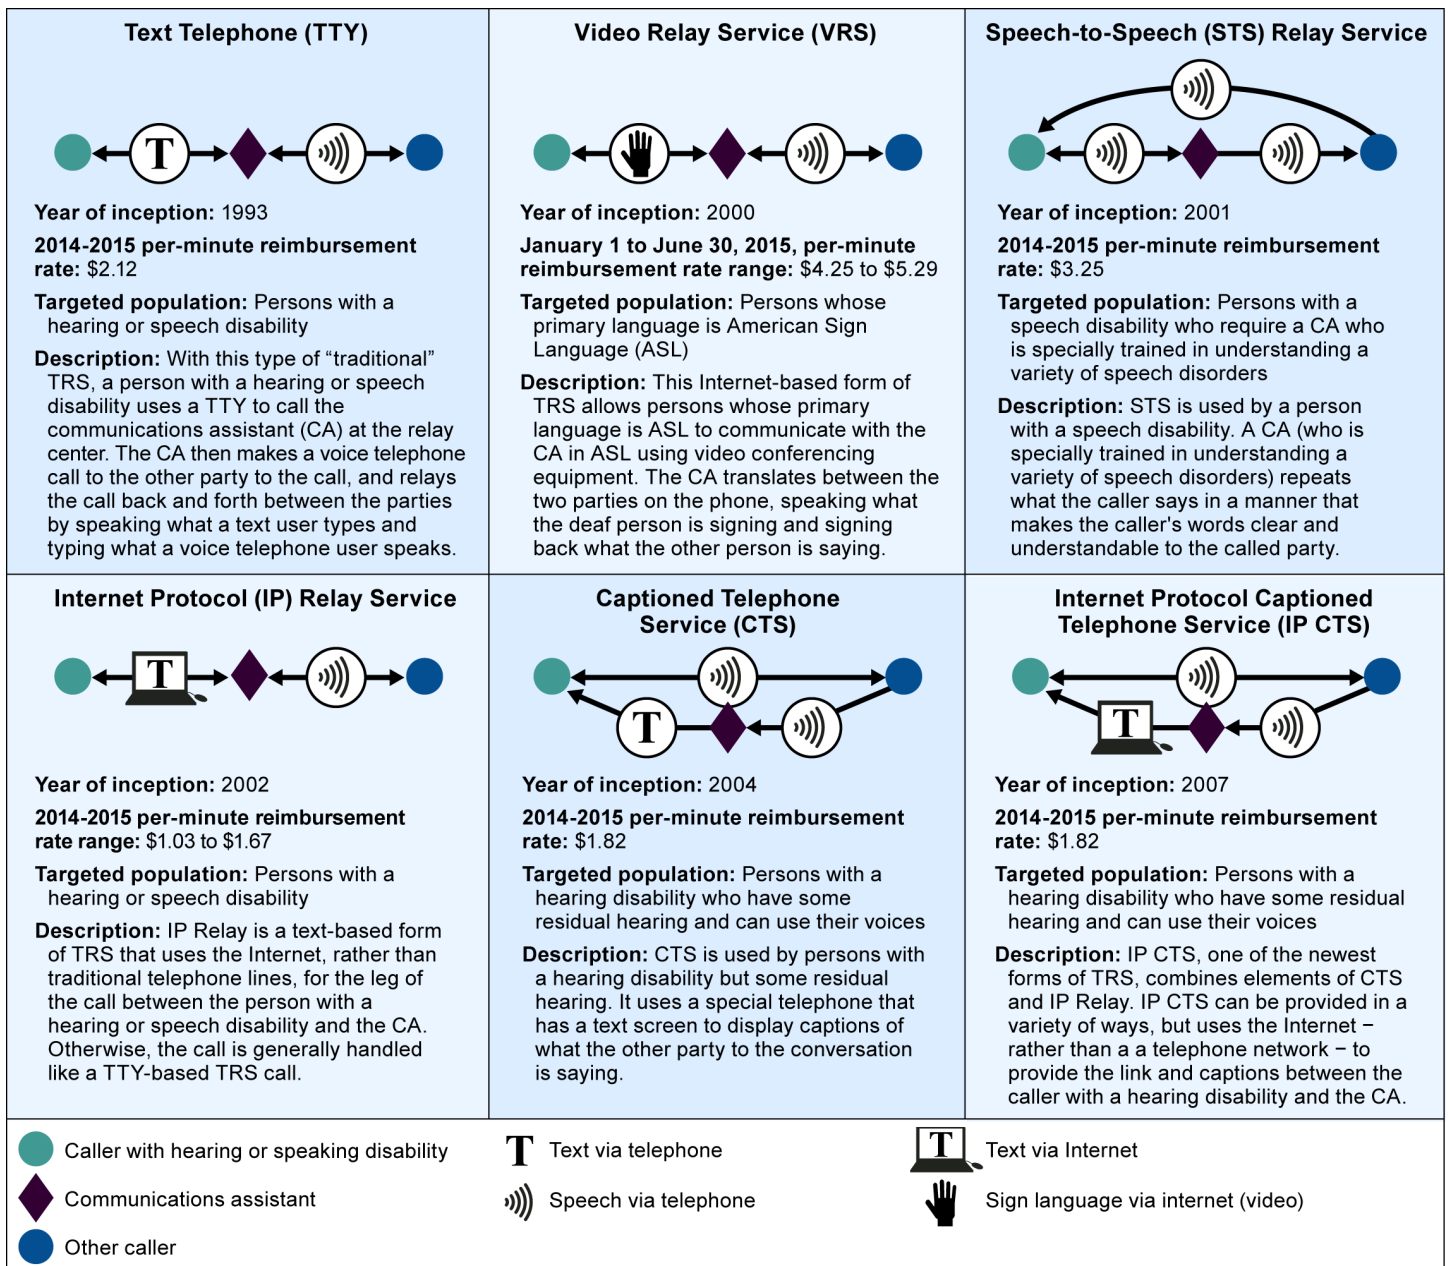 Text Telephone (TTY)
T
Year of inception: 1993
2014-2015 per-minute reimbursement
rate: $2.12
Targeted population: Persons with a
hearing or speech disability
Description: With this type of “traditional”
TRS, a person with a hearing or speech
disability uses a TTY to call the
communications assistant (CA) at the relay
center. The CA then makes a voice telephone
call to the other party to the call, and relays
the call back and forth between the parties
by speaking what a text user types and
typing what a voice telephone user speaks.
Video Relay Service (VRS)
Year of inception: 2000
January 1 to June 30, 2015, per-minute
reimbursement rate range: $4.25 to $5.29
Targeted population: Persons whose
primary language is American Sign
Language (ASL)
Description: This Internet-based form of
TRS allows persons whose primary
language is ASL to communicate with the
CA in ASL using video conferencing
equipment. The CA translates between the
two parties on the phone, speaking what
the deaf person is signing and signing
back what the other person is saying.
Speech-to-Speech (STS) Relay Service
Year of inception: 2001
2014-2015 per-minute reimbursement
rate: $3.25
Targeted population: Persons with a
speech disability who require a CA who
is specially trained in understanding a
variety of speech disorders
Description: STS is used by a person
with a speech disability. A CA (who is
specially trained in understanding a
variety of speech disorders) repeats
what the caller says in a manner that
makes the caller's words clear and
understandable to the called party.
Internet Protocol (IP) Relay Service
T
Year of inception: 2002
2014-2015 per-minute reimbursement
rate range: $1.03 to $1.67
Targeted population: Persons with a
hearing or speech disability
Description: IP Relay is a text-based form
of TRS that uses the Internet, rather than
traditional telephone lines, for the leg of
the call between the person with a
hearing or speech disability and the CA.
Otherwise, the call is generally handled
like a TTY-based TRS call.
Captioned Telephone
Service (CTS)
T
Year of inception: 2004
2014-2015 per-minute reimbursement
rate: $1.82
Targeted population: Persons with a
hearing disability who have some
residual hearing and can use their voices
Description: CTS is used by persons with
a hearing disability but some residual
hearing. It uses a special telephone that
has a text screen to display captions of
what the other party to the conversation
is saying.
Internet Protocol Captioned
Telephone Service (IP CTS)
T
Year of inception: 2007
2014-2015 per-minute reimbursement
rate: $1.82
Targeted population: Persons with a
hearing disability who have some residual
hearing and can use their voices
Description: IP CTS, one of the newest
forms of TRS, combines elements of CTS
and IP Relay. IP CTS can be provided in a
variety of ways, but uses the Internet −
rather than a a telephone network − to
provide the link and captions between the
caller with a hearing disability and the CA.
Caller with hearing or speaking disability
Communications assistant
Other caller
T Text via telephone
Speech via telephone
T Text via Internet
Sign language via internet (video)